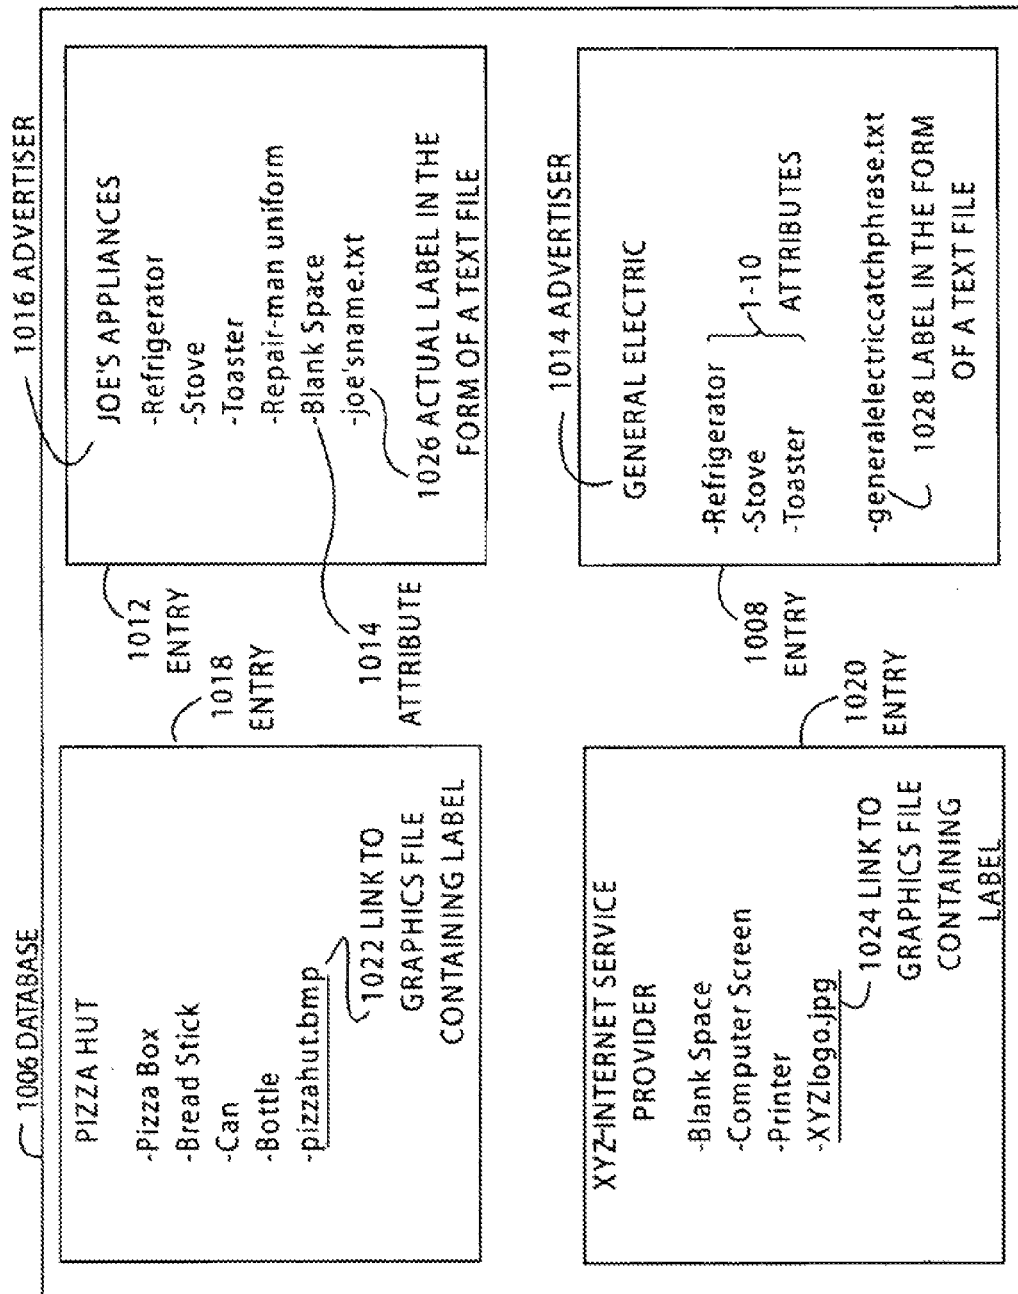 1006 DATABASE
PIZZA HUT
-Pizza Box
-Bread Stick
-Can
-Bottle
-pizzahut.bmp
1022 LINK TO
GRAPHICS FILE
CONTAINING LABEL
1018
ENTRY
1012
ENTRY
1014
ATTRIBUTE
1016 ADVERTISER
JOE'S APPLIANCES
-Refrigerator
-Stove
-Toaster
-Repair-man uniform
-Blank Space
-joe'sname.txt
1026 ACTUAL LABEL IN THE
FORM OF A TEXT FILE
XYZ-INTERNET SERVICE
PROVIDER
-Blank Space
-Computer Screen
-Printer
-XYZlogo.jpg
1024 LINK TO
GRAPHICS FILE
CONTAINING
LABEL
1020
ENTRY
1008
ENTRY
1014 ADVERTISER
GENERAL ELECTRIC
-Refrigerator
-Stove
-Toaster
1-10
ATTRIBUTES
-generalelectriccatchphrase.txt
1028 LABEL IN THE FORM
OF A TEXT FILE